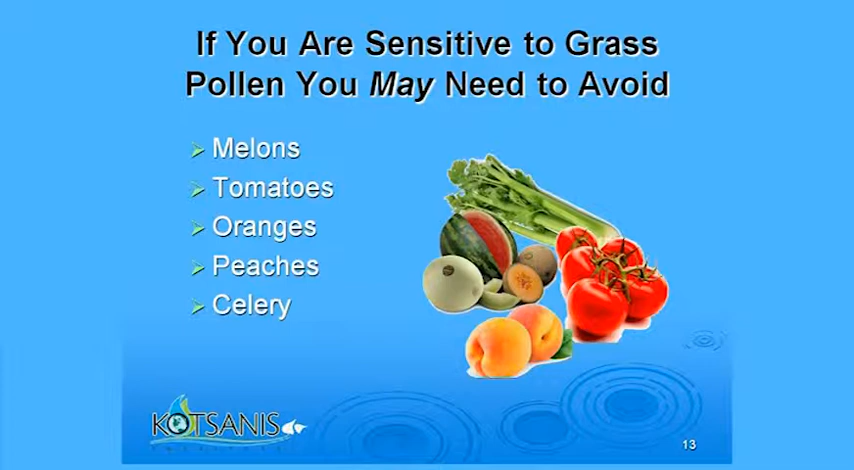 If You Are Sensitive to Grass
Pollen You May Need to Avoid
Melons
Tomatoes
Oranges
Peaches
Celery
KOTSANIS
13